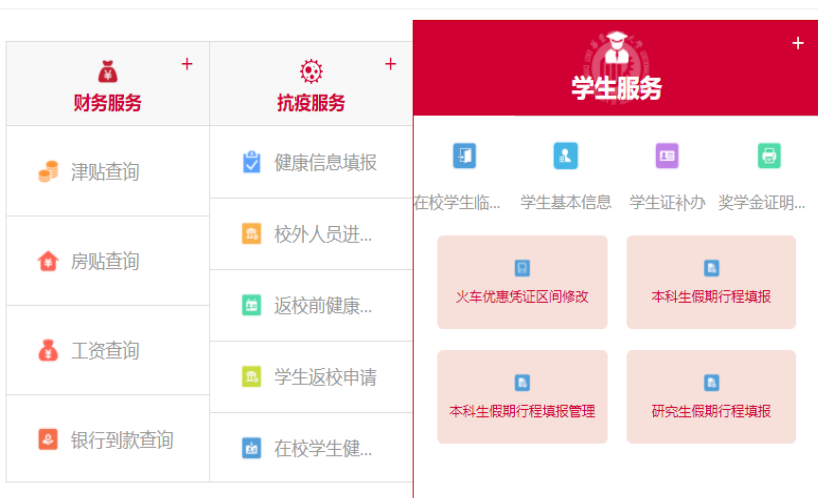 财务服务
津贴查询
房贴查询
工资查询
银行到款查询
抗疫服务
健康信息填报
校外人员进...
返校前健康...
学生返校申请
在校学生健...
学生服务
在校学生临...
学生基本信息
学生证补办
奖学金证明...
火车优惠凭证区间修改
本科生假期行程填报
本科生假期行程填报管理
研究生假期行程填报